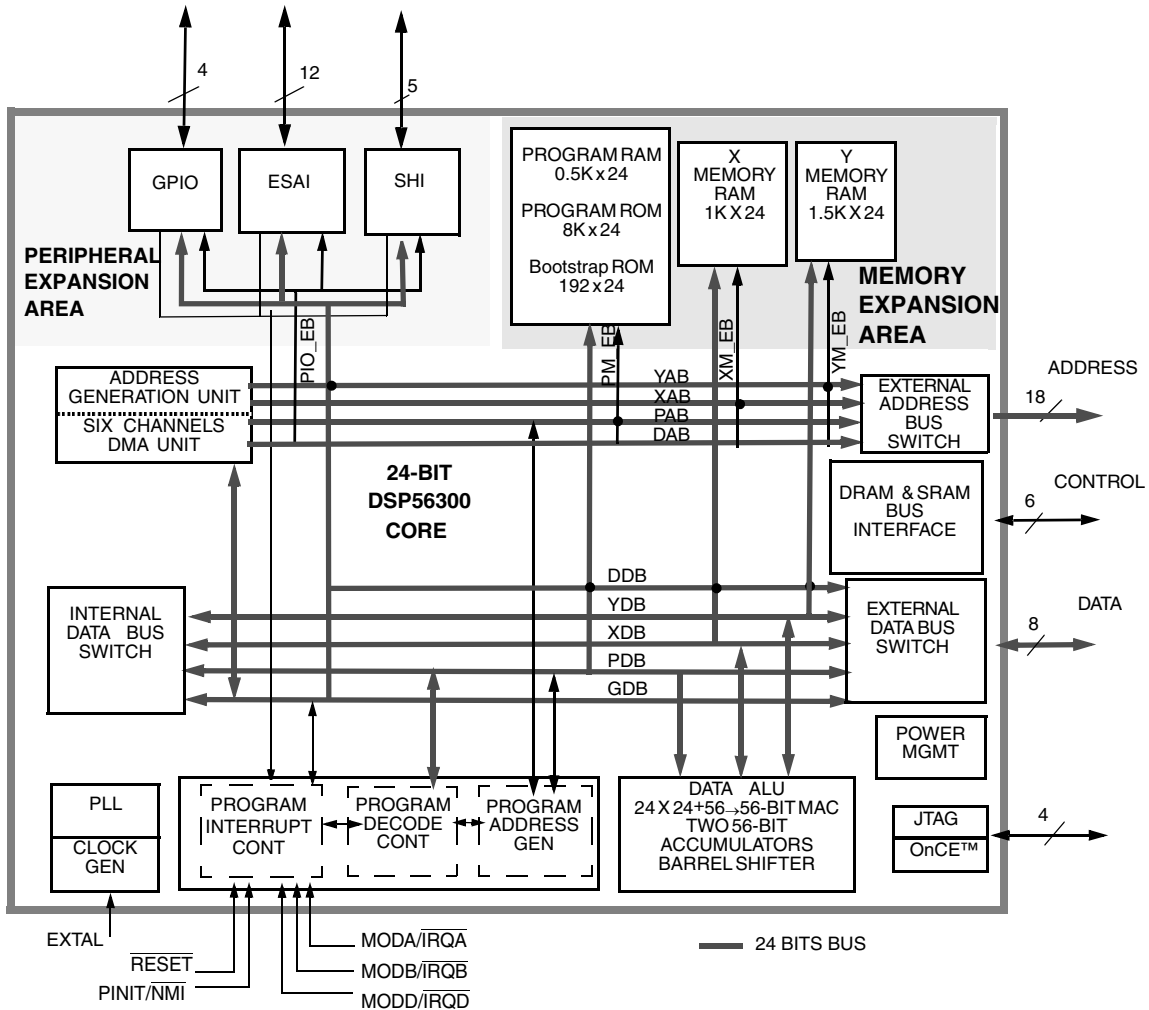 4
12
5
GPIO
ESAI
SHI
PROGRAM RAM
0.5K x 24
PROGRAM ROM
8K x 24
Bootstrap ROM
192 x 24
X
MEMORY
RAM
1K X 24
Y
MEMORY
RAM
1.5K X 24
PERIPHERAL
EXPANSION
AREA
MEMORY
EXPANSION
AREA
PIO_EB
PM_EB
XM_EB
YM_EB
ADDRESS
GENERATION UNIT
SIX CHANNELS
DMA UNIT
YAB
XAB
PAB
DAB
EXTERNAL
ADDRESS
BUS
SWITCH
ADDRESS
18
24-BIT
DSP56300
CORE
DRAM & SRAM
BUS
INTERFACE
CONTROL
6
INTERNAL
DATA BUS
SWITCH
DDB
YDB
XDB
PDB
GDB
EXTERNAL
DATA BUS
SWITCH
DATA
8
POWER
MGMT
PLL
CLOCK
GEN
PROGRAM
INTERRUPT
CONT
PROGRAM
DECODE
CONT
PROGRAM
ADDRESS
GEN
DATA ALU
24 X 24+56→56-BIT MAC
TWO 56-BIT
ACCUMULATORS
BARREL SHIFTER
JTAG
OnCE™
4
EXTAL
RESET
PINIT/NMI
MODA/IRQA
MODB/IRQB
MODD/IRQD
24 BITS BUS